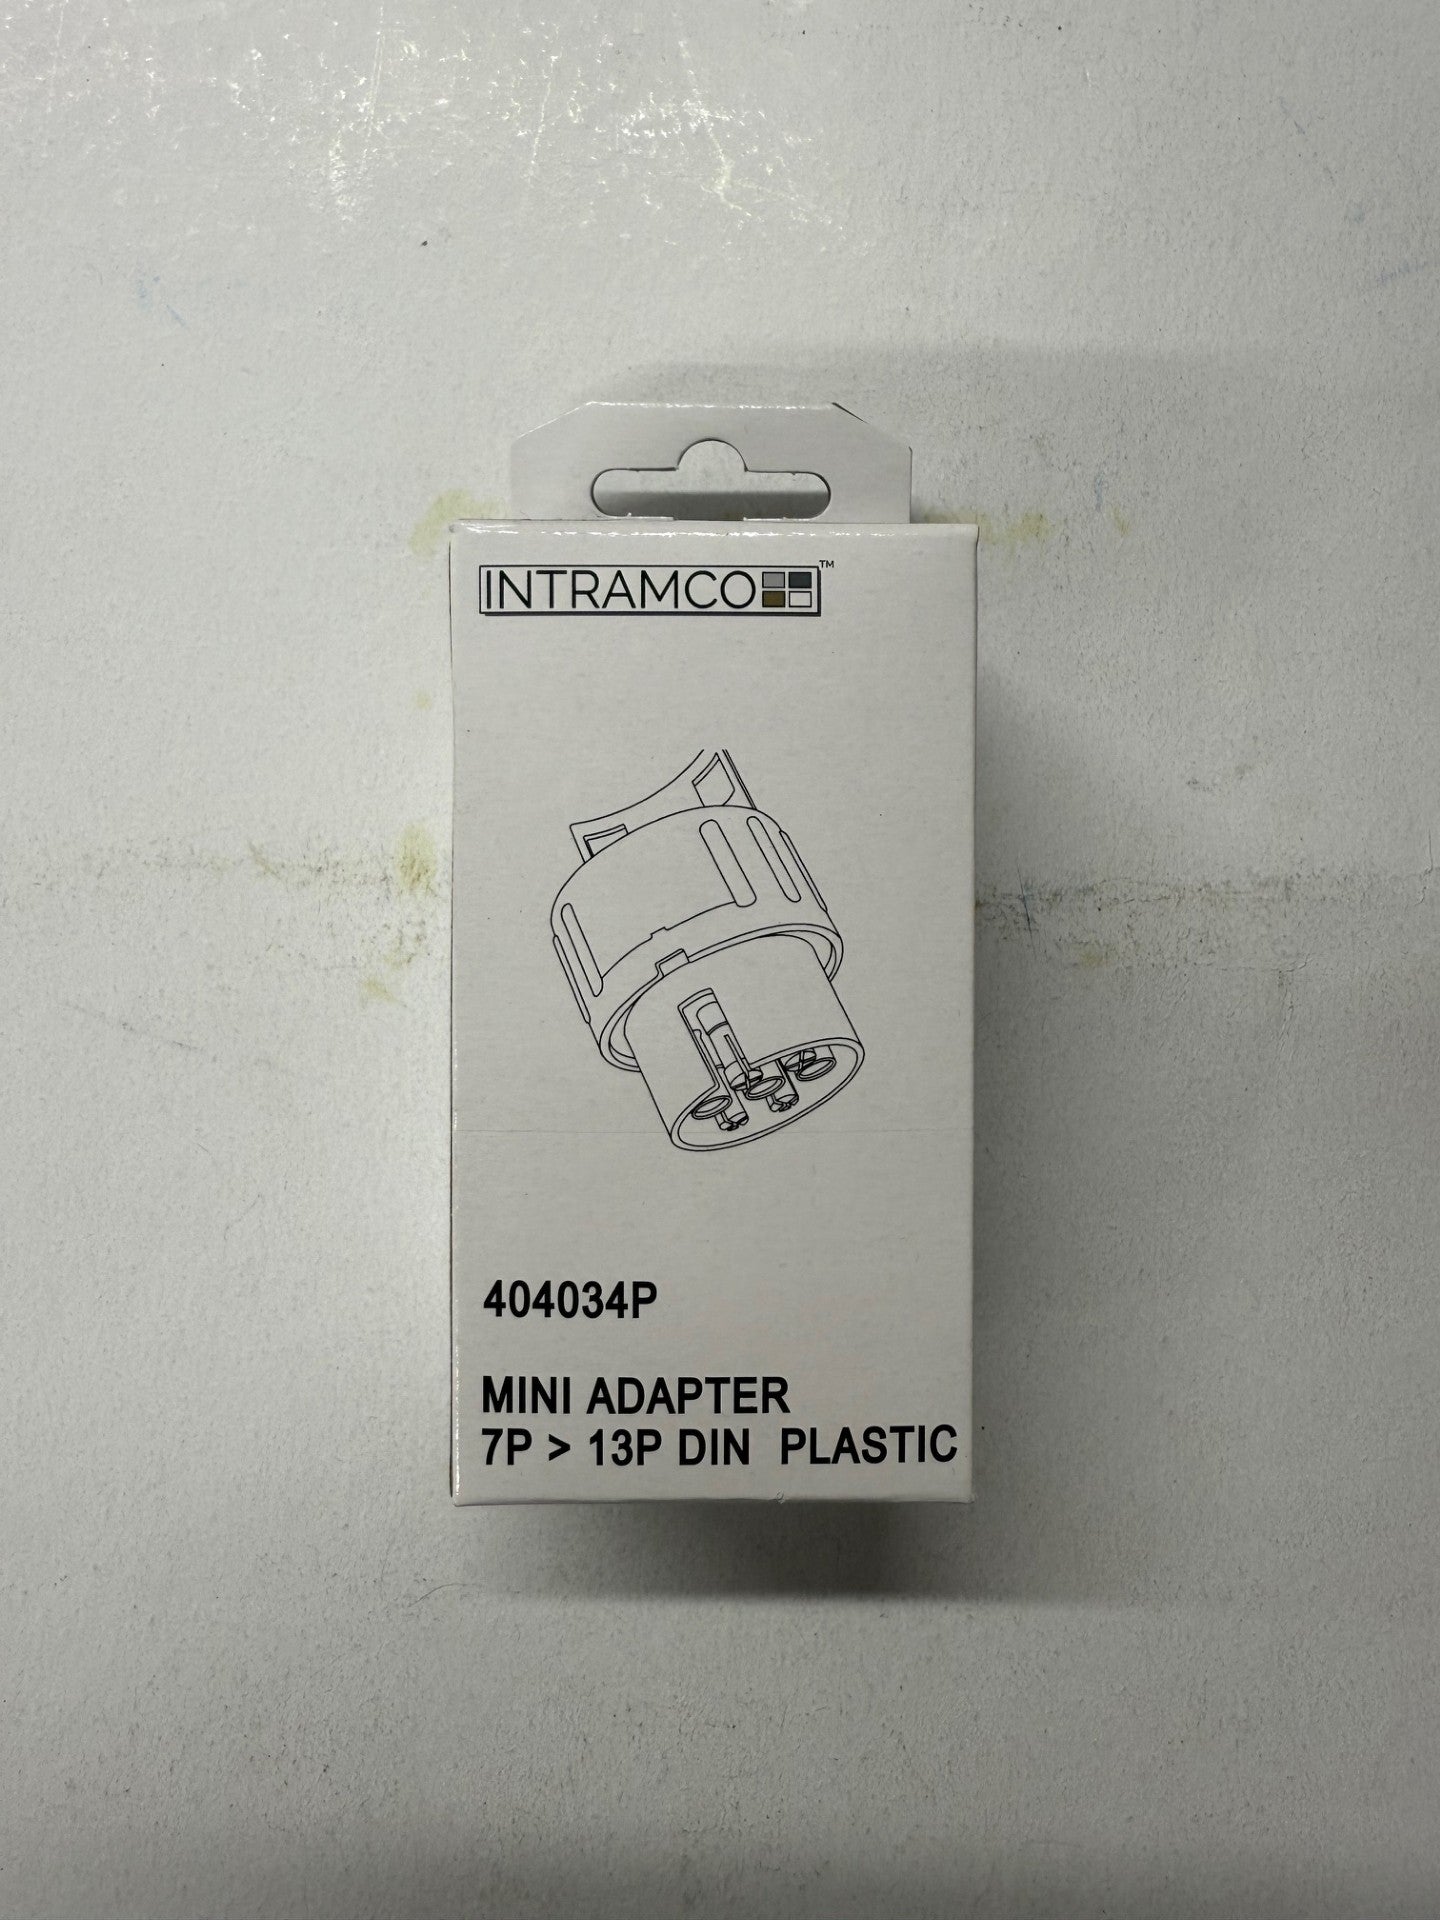 INTRAMCO™
404034P
MINI ADAPTER
7P > 13P DIN PLASTIC